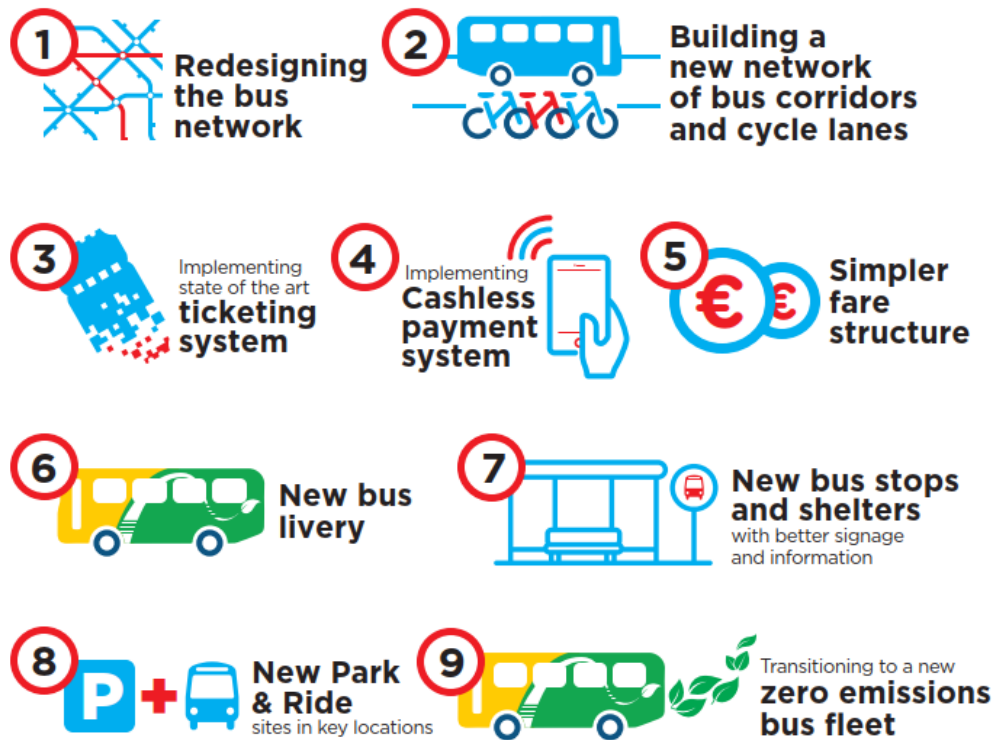 1
Redesigning
the bus
network
2
Building a
new network
of bus corridors
and cycle lanes
3
Implementing
state of the art
ticketing
system
4
Implementing
Cashless
payment
system
5
€ €
Simpler
fare
structure
6
New bus
livery
7
New bus stops
and shelters
with better signage
and information
8
P
New Park
& Ride
sites in key locations
9
Transitioning to a new
zero emissions
bus fleet